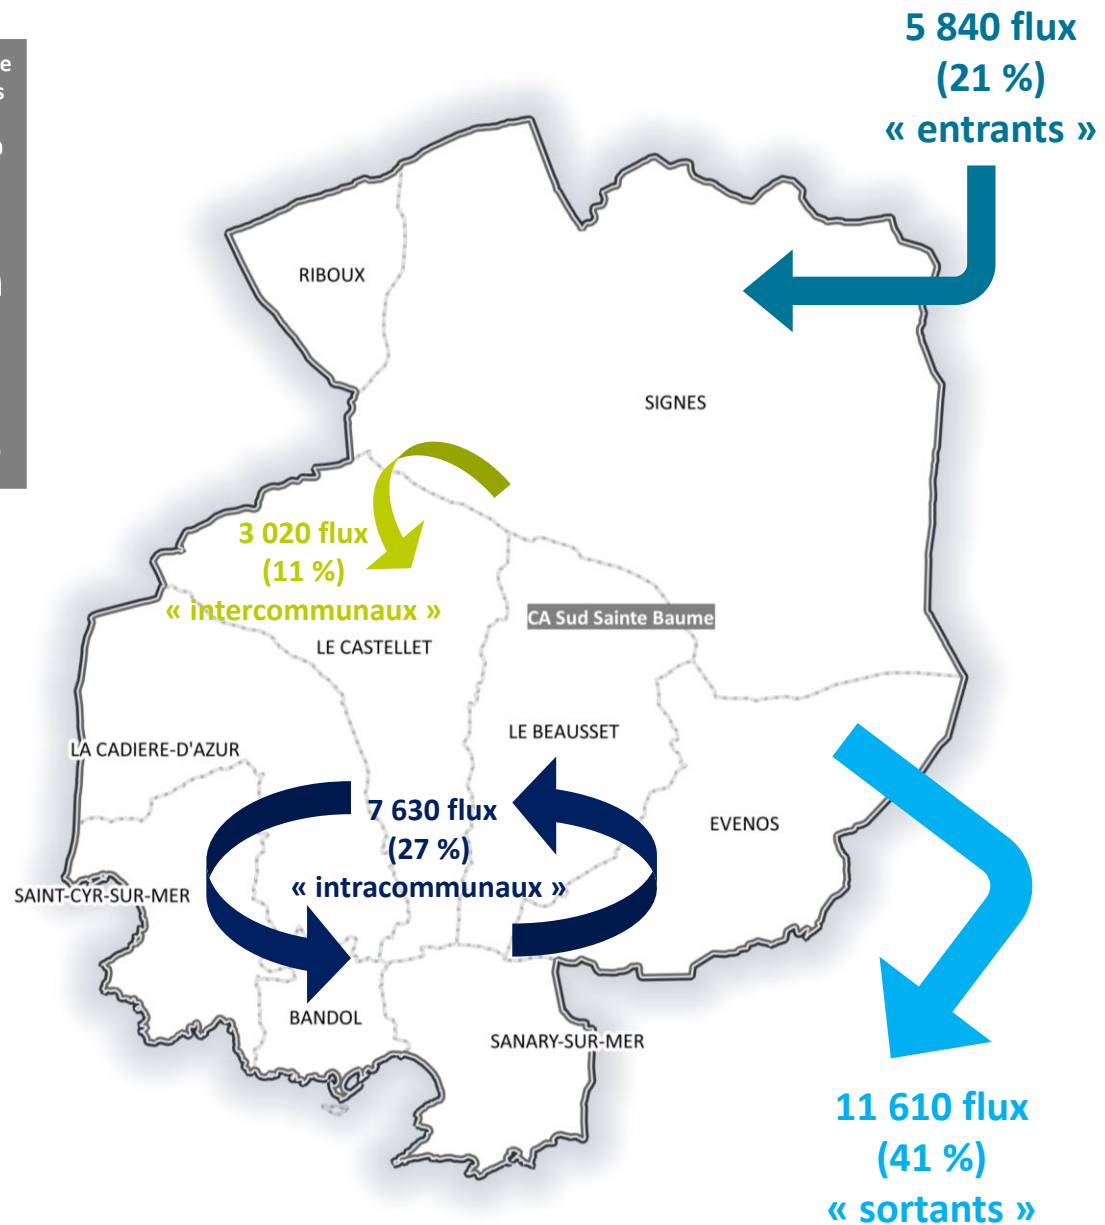 5 840 flux
(21 %)
« entrants »
RIBOUX
SIGNES
3 020 flux
(11 %)
« intercommunaux »
CA Sud Sainte Baume
LE CASTELLET
LE BEAUSSET
LA CADIERE-D'AZUR
7 630 flux
(27 %)
« intracommunaux »
EVENOS
SAINT-CYR-SUR-MER
BANDOL
SANARY-SUR-MER
11 610 flux
(41 %)
« sortants »